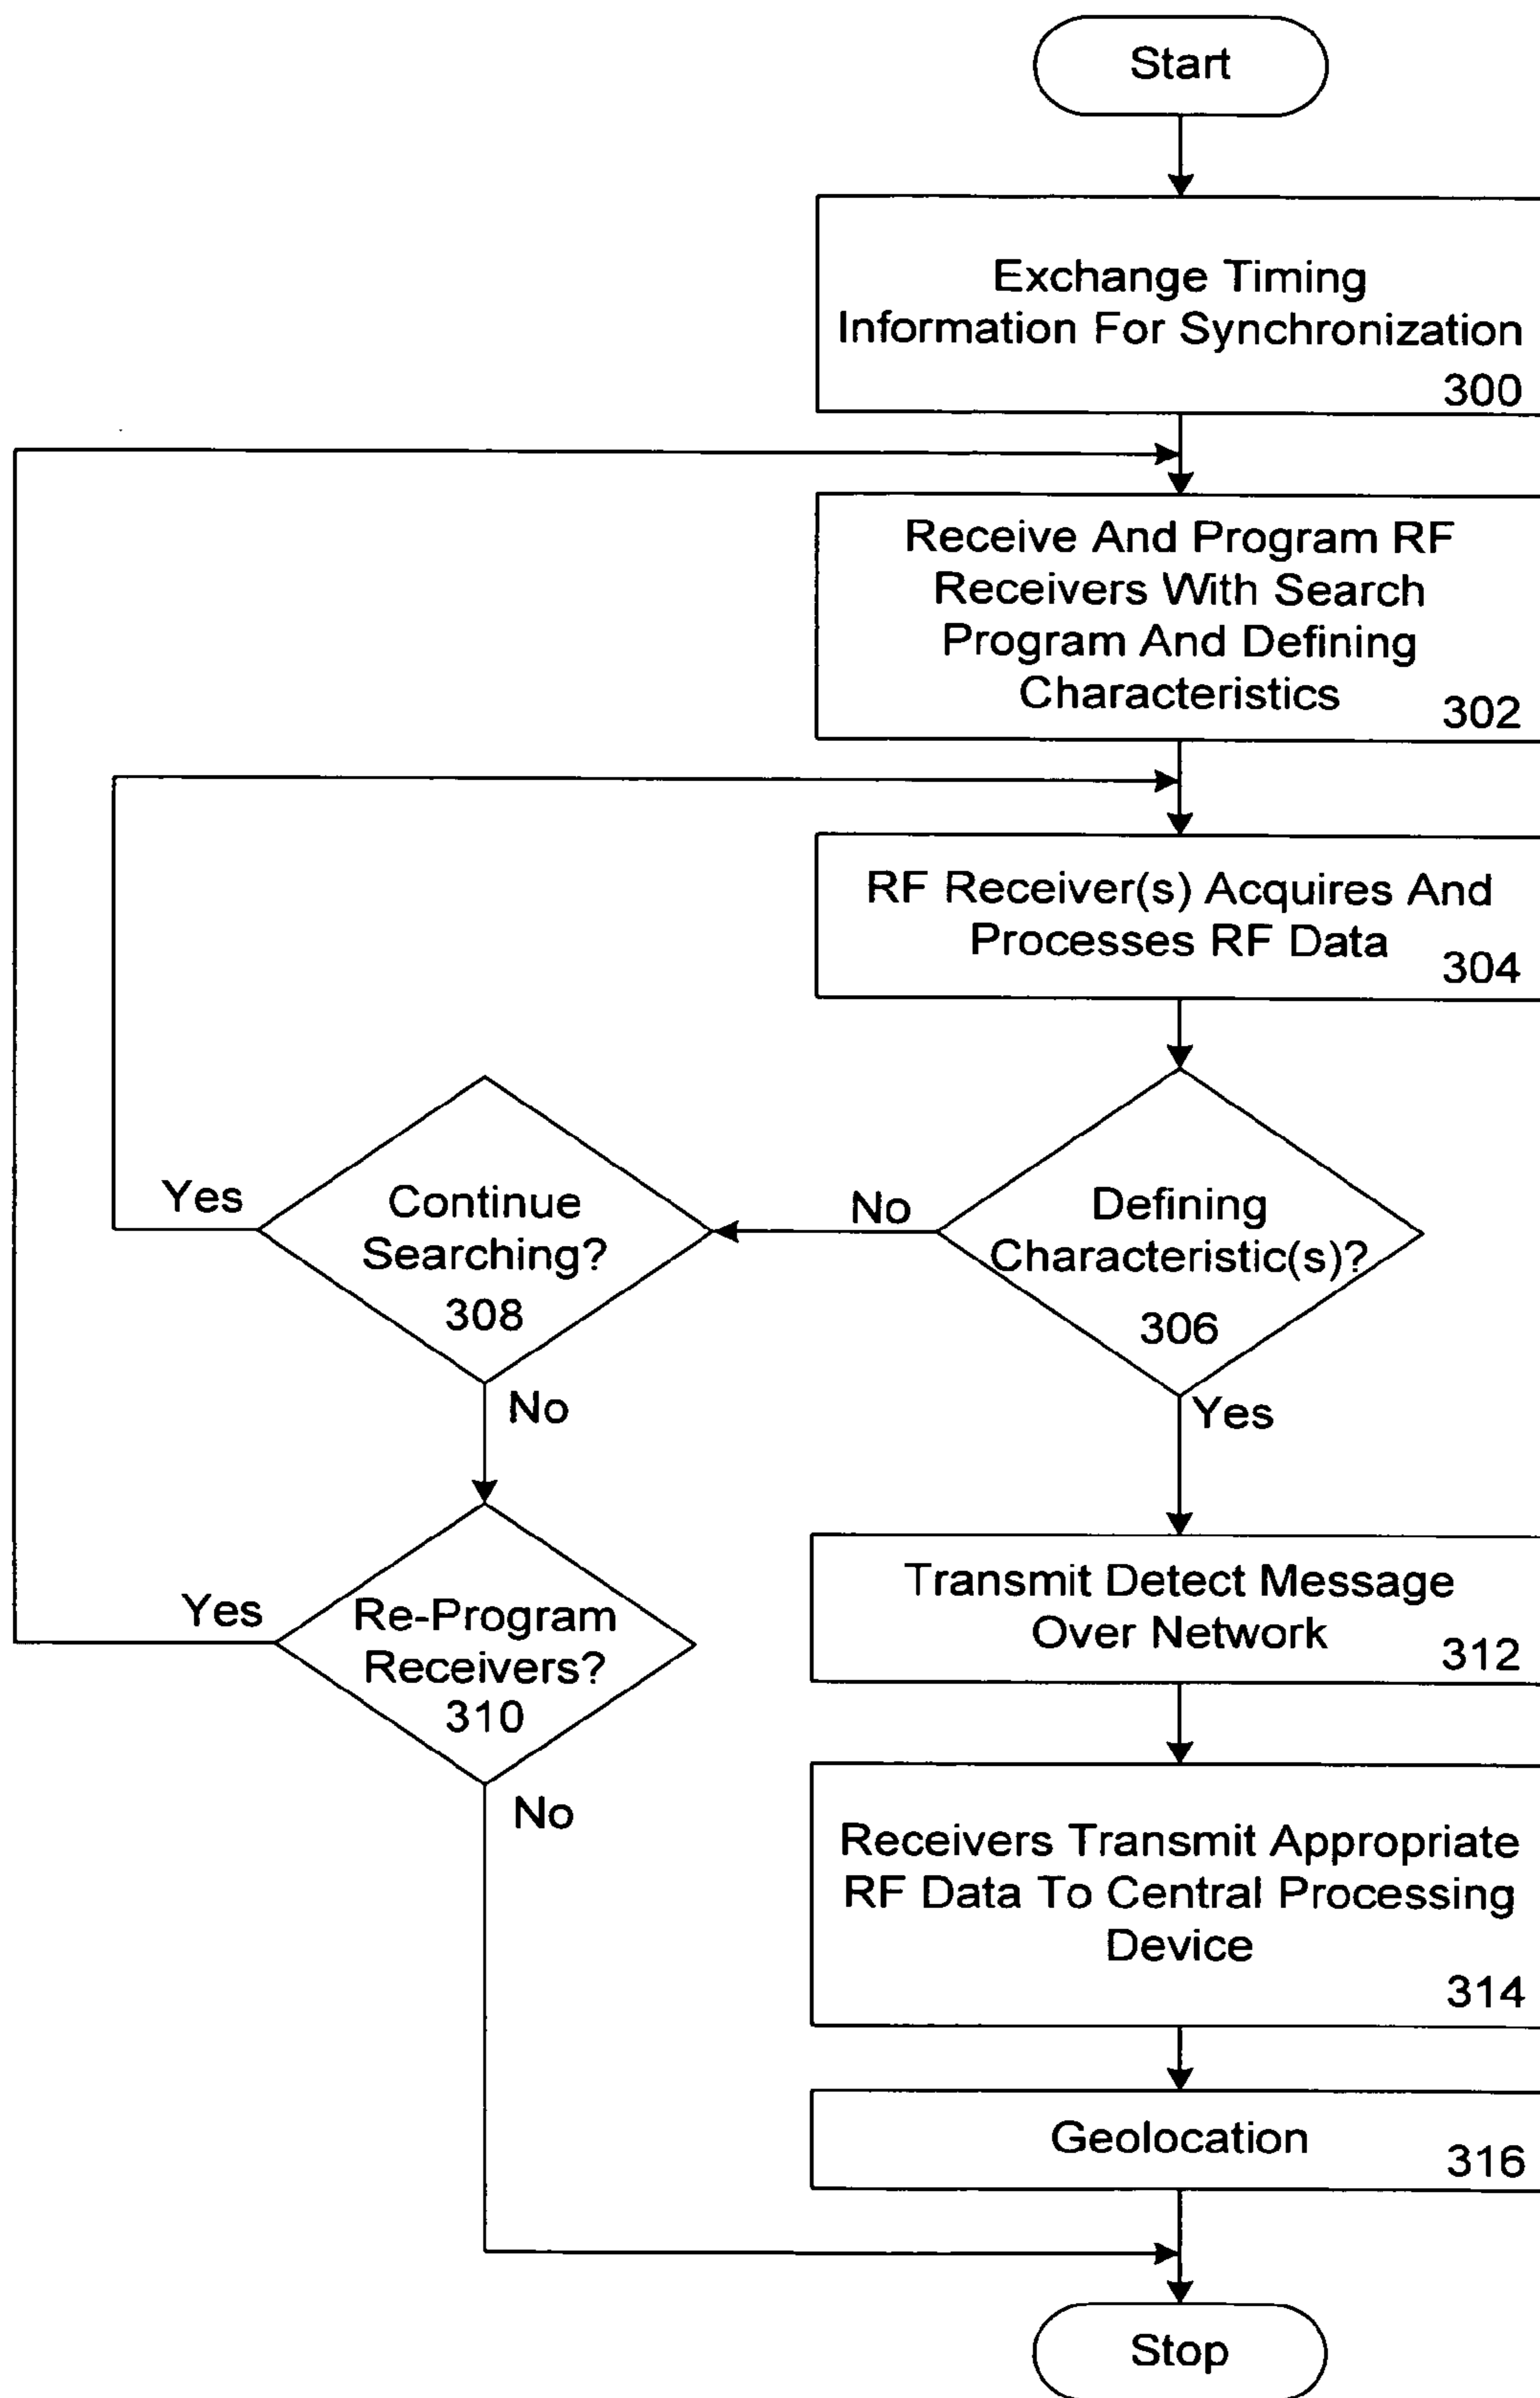 Start
Exchange Timing
Information For Synchronization
300
Receive And Program RF
Receivers With Search
Program And Defining
Characteristics
302
RF Receiver(s) Acquires And
Processes RF Data
304
Defining
Characteristic(s)?
306
No
Yes
Continue
Searching?
308
Yes
No
Re-Program
Receivers?
310
Yes
No
Transmit Detect Message
Over Network
312
Receivers Transmit Appropriate
RF Data To Central Processing
Device
314
Geolocation
316
Stop